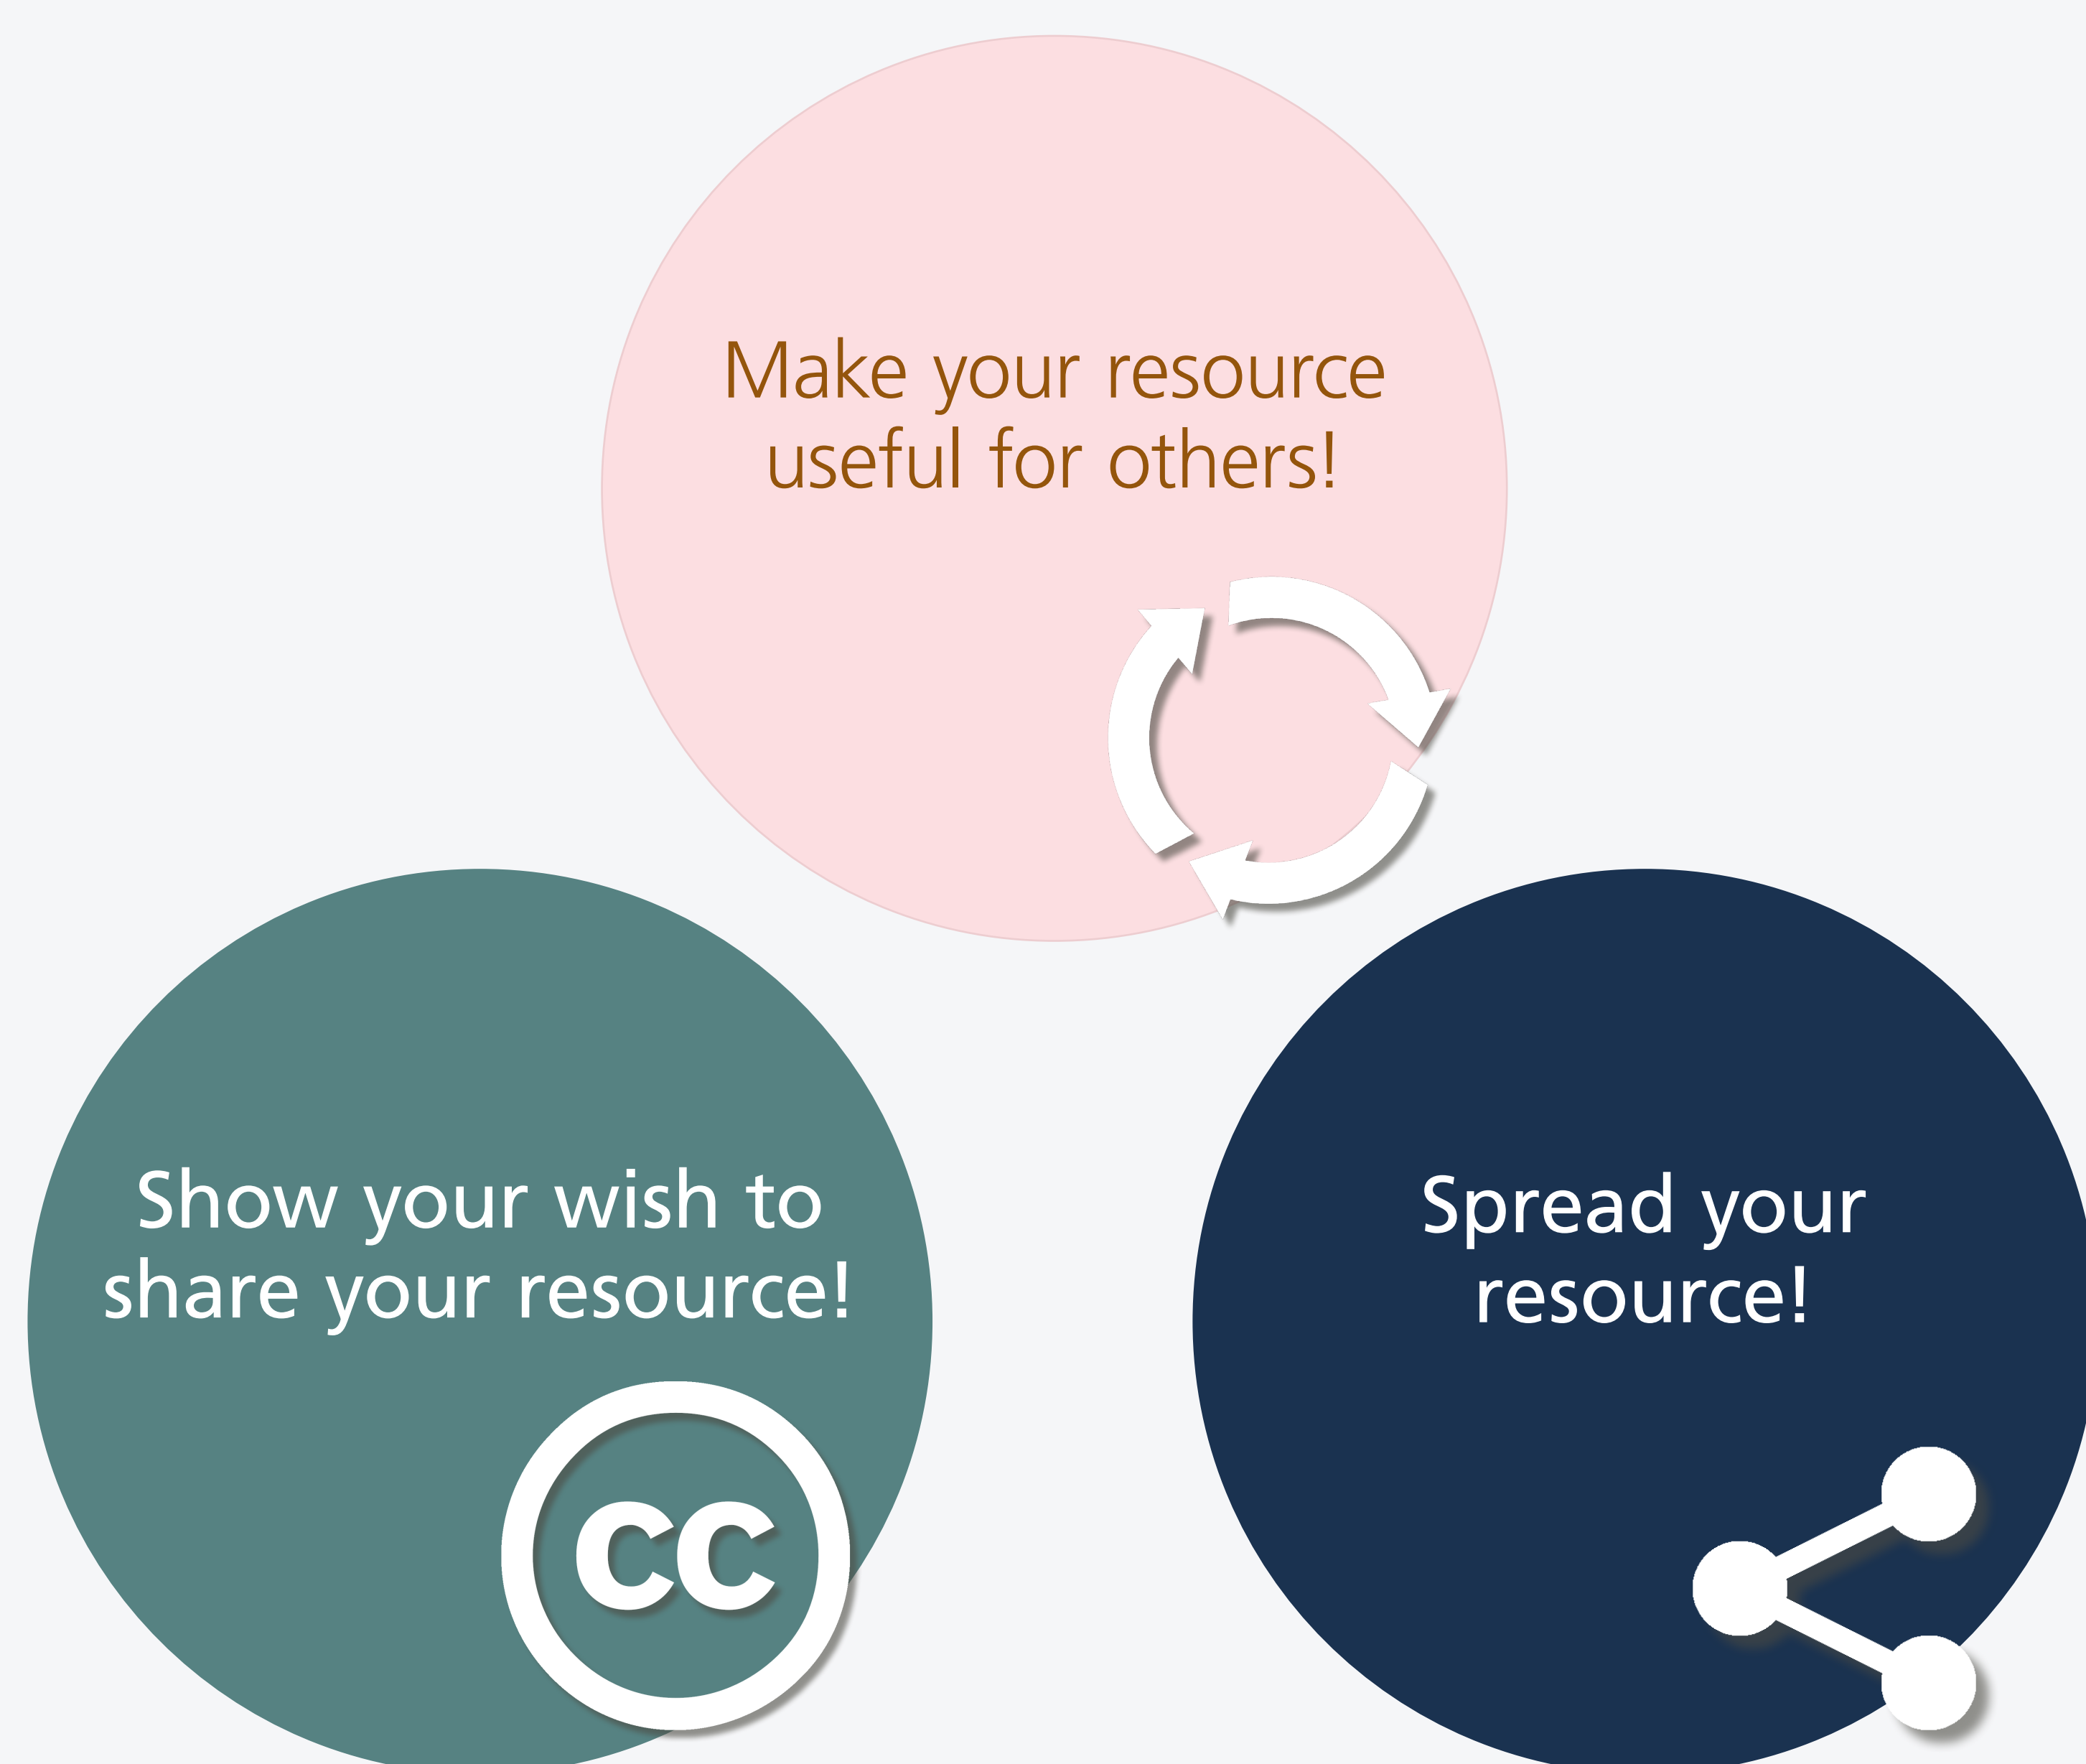 Make your resource
useful for others!
Show your wish to
share your resource!
cc
Spread your
resource!